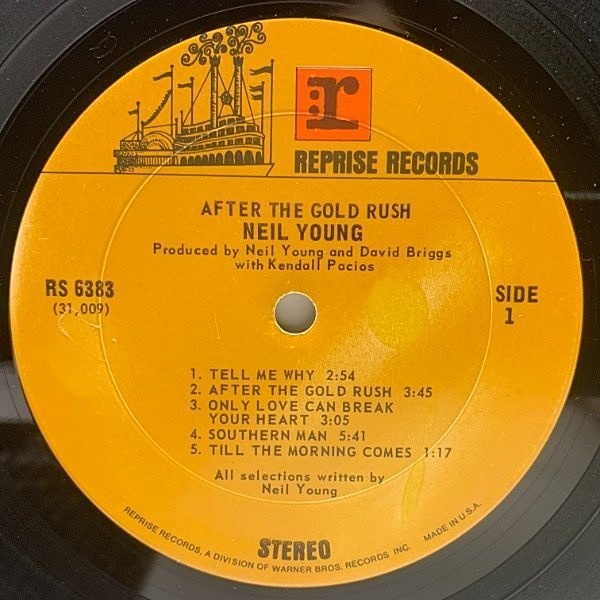 r
REPRISE RECORDS
AFTER THE GOLD RUSH
NEIL YOUNG
Produced by Neil Young and David Briggs
with Kendall Pacios
RS 6383
(31,009)
SIDE
1
1. TELL ME WHY 2:54
2. AFTER THE GOLD RUSH 3:45
3. ONLY LOVE CAN BREAK
YOUR HEART 3:05
4. SOUTHERN MAN 5:41
5. TILL THE MORNING COMES 1:17
All selections written by
Neil Young
STEREO
REPRISE RECORDS, A DIVISION OF WARNER BROS. RECORDS INC. MADE IN U.S.A.